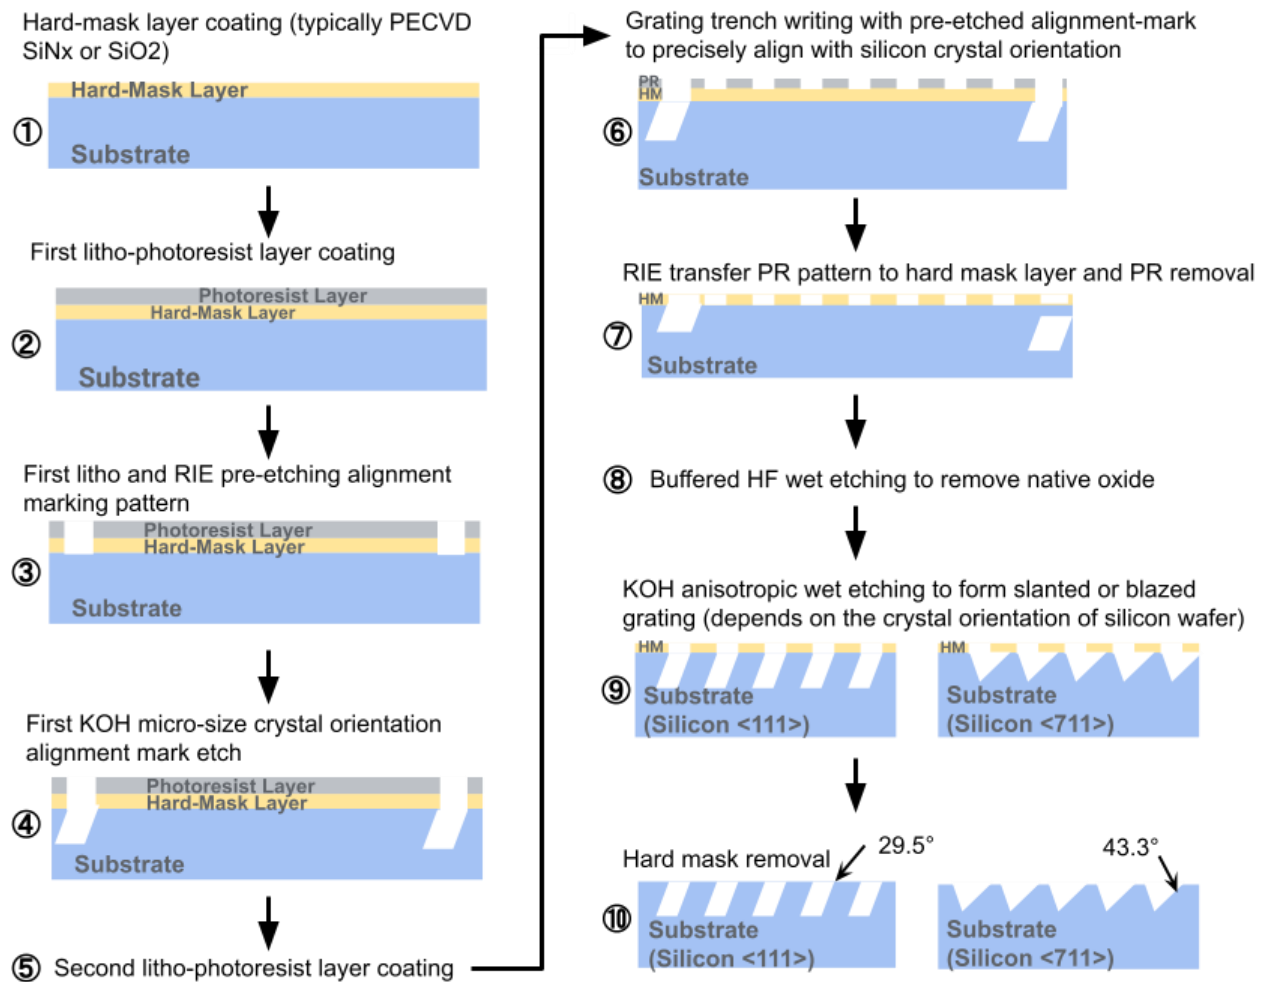 Hard-mask layer coating (typically PECVD
SiNx or SiO2)
Hard-Mask Layer
①
Substrate
First litho-photoresist layer coating
Photoresist Layer
Hard-Mask Layer
②
Substrate
First litho and RIE pre-etching alignment
marking pattern
Photoresist Layer
Hard-Mask Layer
③
Substrate
First KOH micro-size crystal orientation
alignment mark etch
Photoresist Layer
Hard-Mask Layer
④
Substrate
⑤ Second litho-photoresist layer coating
Grating trench writing with pre-etched alignment-mark
to precisely align with silicon crystal orientation
PR
HM
⑥
Substrate
RIE transfer PR pattern to hard mask layer and PR removal
HM
⑦
Substrate
⑧ Buffered HF wet etching to remove native oxide
KOH anisotropic wet etching to form slanted or blazed
grating (depends on the crystal orientation of silicon wafer)
HM
HM
⑨
Substrate
(Silicon <111>)
Substrate
(Silicon <711>)
Hard mask removal
29.5°
43.3°
⑩
Substrate
(Silicon <111>)
Substrate
(Silicon <711>)